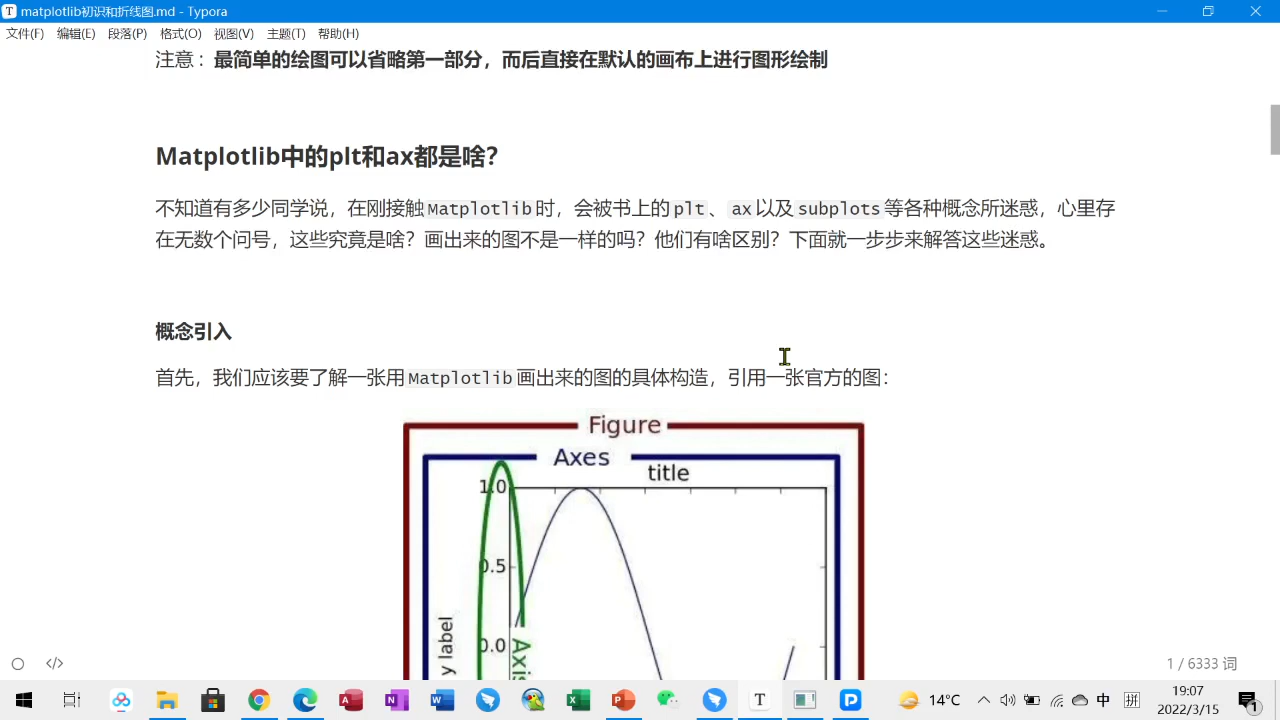 matplotlib初识和折线图.md - Typora
文件(F) 编辑(E) 段落(P) 格式(O) 视图(V) 主题(T) 帮助(H)
注意：最简单的绘图可以省略第一部分，而后直接在默认的画布上进行图形绘制
Matplotlib中的plt和ax都是啥？
不知道有多少同学说，在刚接触Matplotlib时，会被书上的plt、ax以及subplots等各种概念所迷惑，心里存
在无数个问号，这些究竟是啥？画出来的图不是一样的吗？他们有啥区别？下面就一步步来解答这些迷惑。
概念引入
首先，我们应该要了解一张用Matplotlib画出来的图的具体构造，引用一张官方的图：
Figure
Axes
title
1.0
0.5
0.0
y label
Axis
1 / 6333 词
14°C 中 拼 19:07
2022/3/15
1